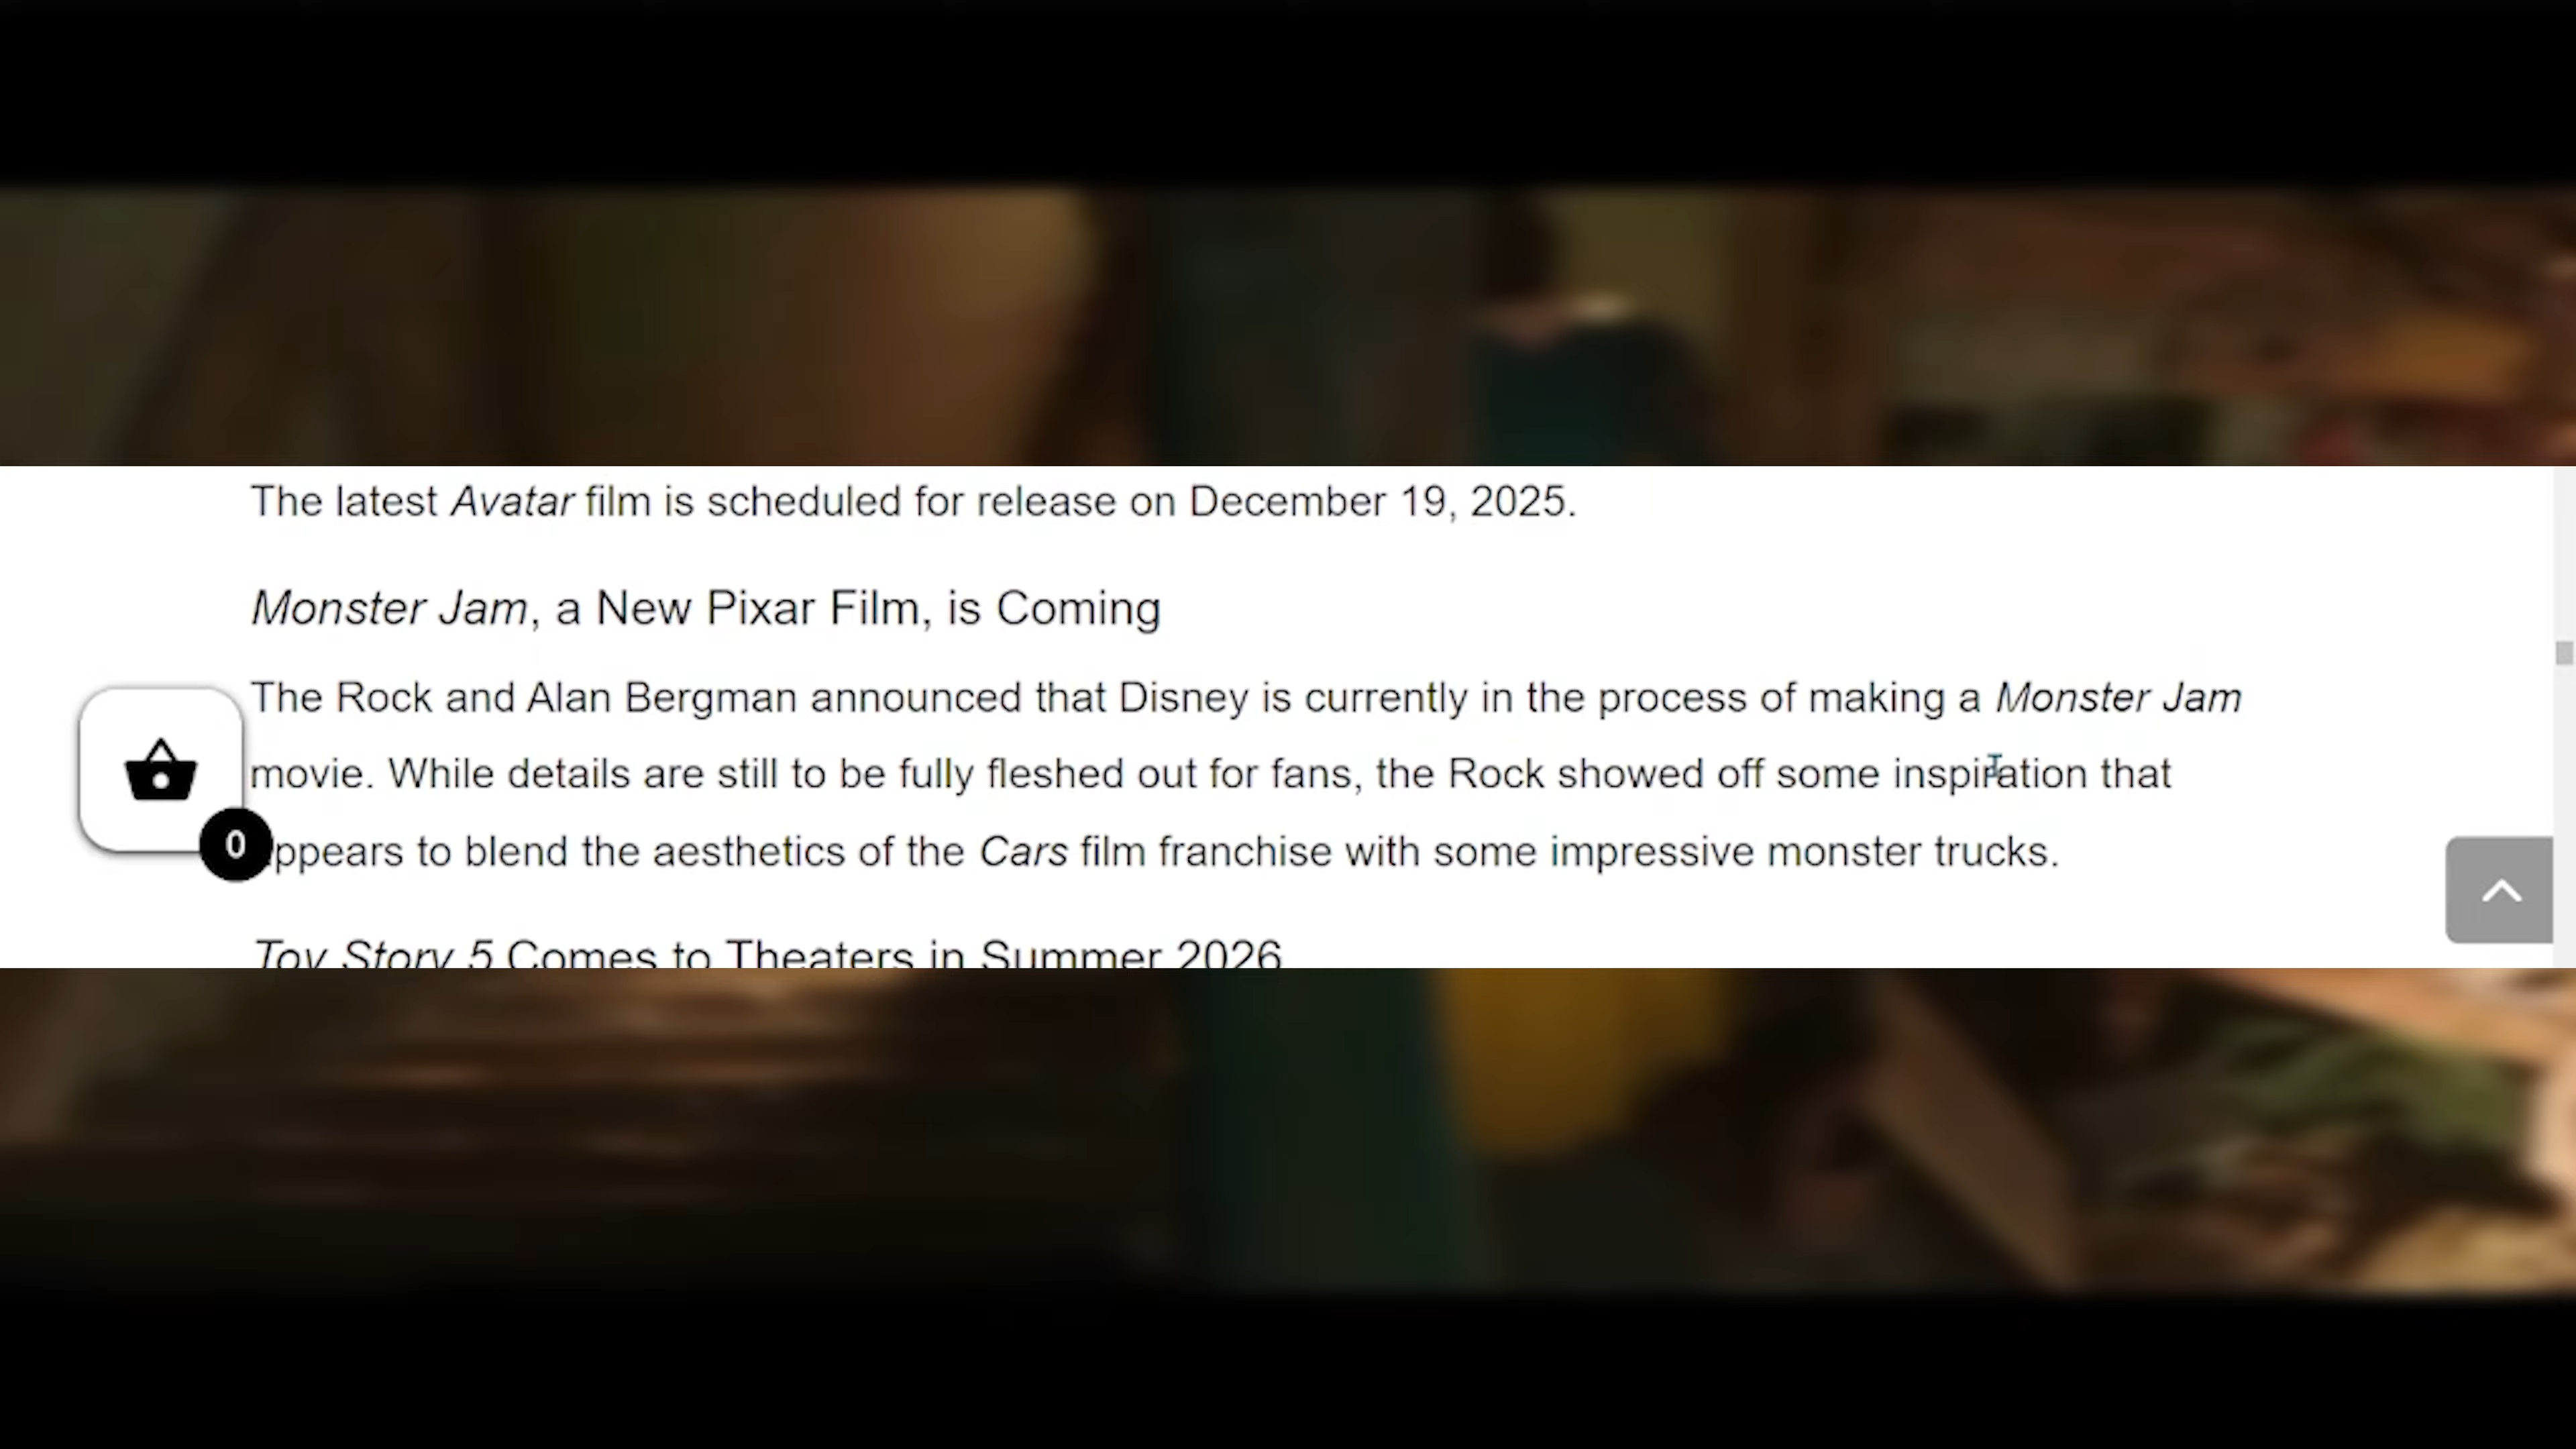 The latest Avatar film is scheduled for release on December 19, 2025.
Monster Jam, a New Pixar Film, is Coming
The Rock and Alan Bergman announced that Disney is currently in the process of making a Monster Jam
movie. While details are still to be fully fleshed out for fans, the Rock showed off some inspiration that
0
ppears to blend the aesthetics of the Cars film franchise with some impressive monster trucks.
Toy Story 5 Comes to Theaters in Summer 2026